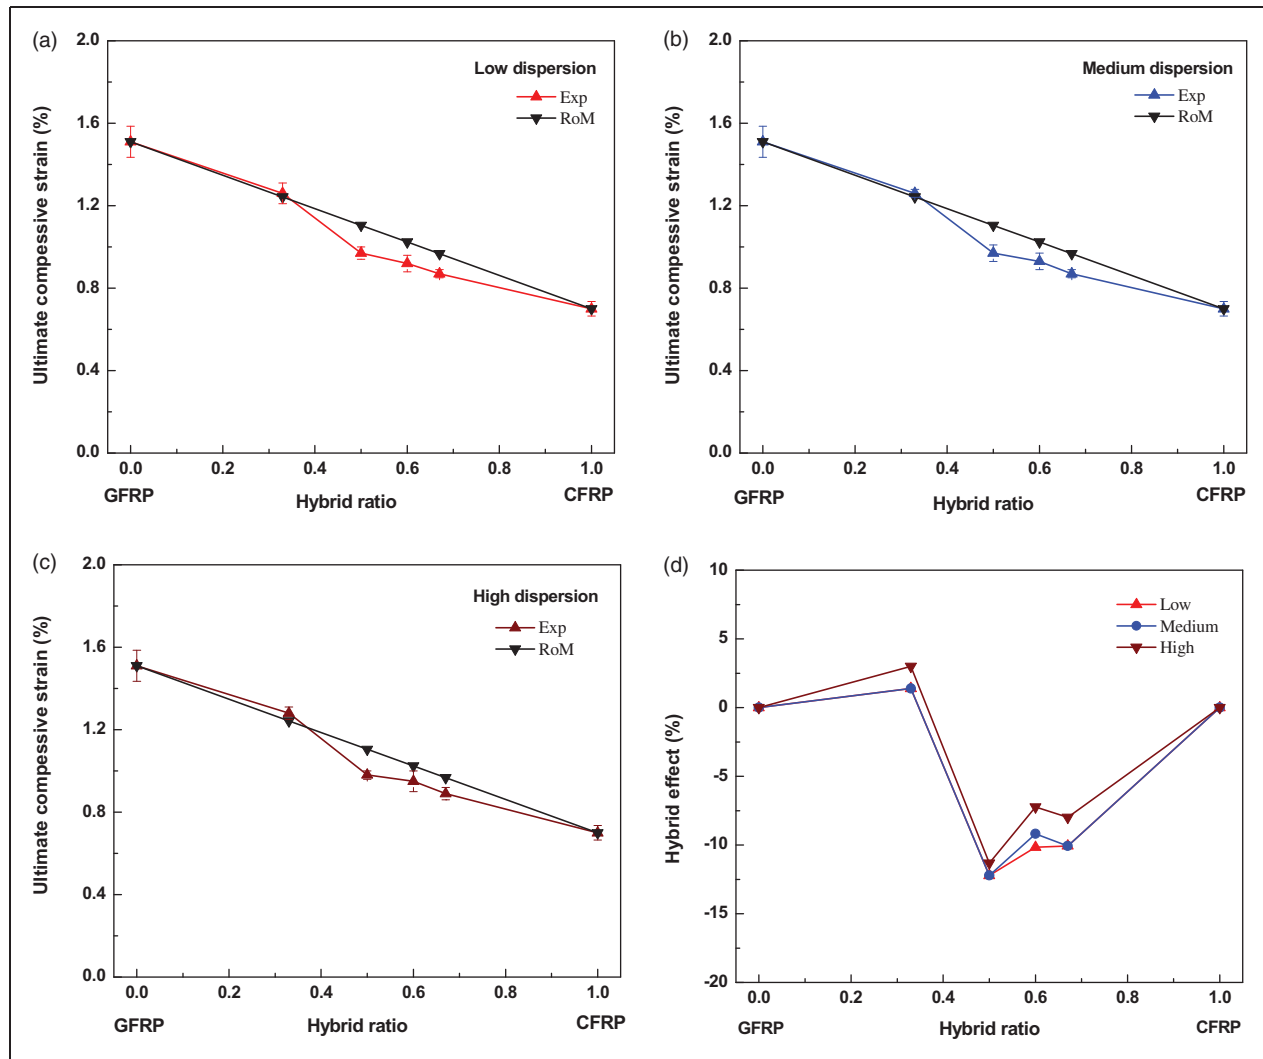 (a)
2.0
1.6
1.2
0.8
0.4
0.0
Ultimate compessive strain (%)
Low dispersion
Exp
RoM
0.0 0.2 0.4 0.6 0.8 1.0
GFRP Hybrid ratio CFRP
(b)
2.0
1.6
1.2
0.8
0.4
0.0
Ultimate compessive strain (%)
Medium dispersion
Exp
RoM
0.0 0.2 0.4 0.6 0.8 1.0
GFRP Hybrid ratio CFRP
(c)
2.0
1.6
1.2
0.8
0.4
0.0
Ultimate compessive strain (%)
High dispersion
Exp
RoM
0.0 0.2 0.4 0.6 0.8 1.0
GFRP Hybrid ratio CFRP
(d)
10
5
0
-5
-10
-15
-20
Hybrid effect (%)
Low
Medium
High
0.0 0.2 0.4 0.6 0.8 1.0
GFRP Hybrid ratio CFRP